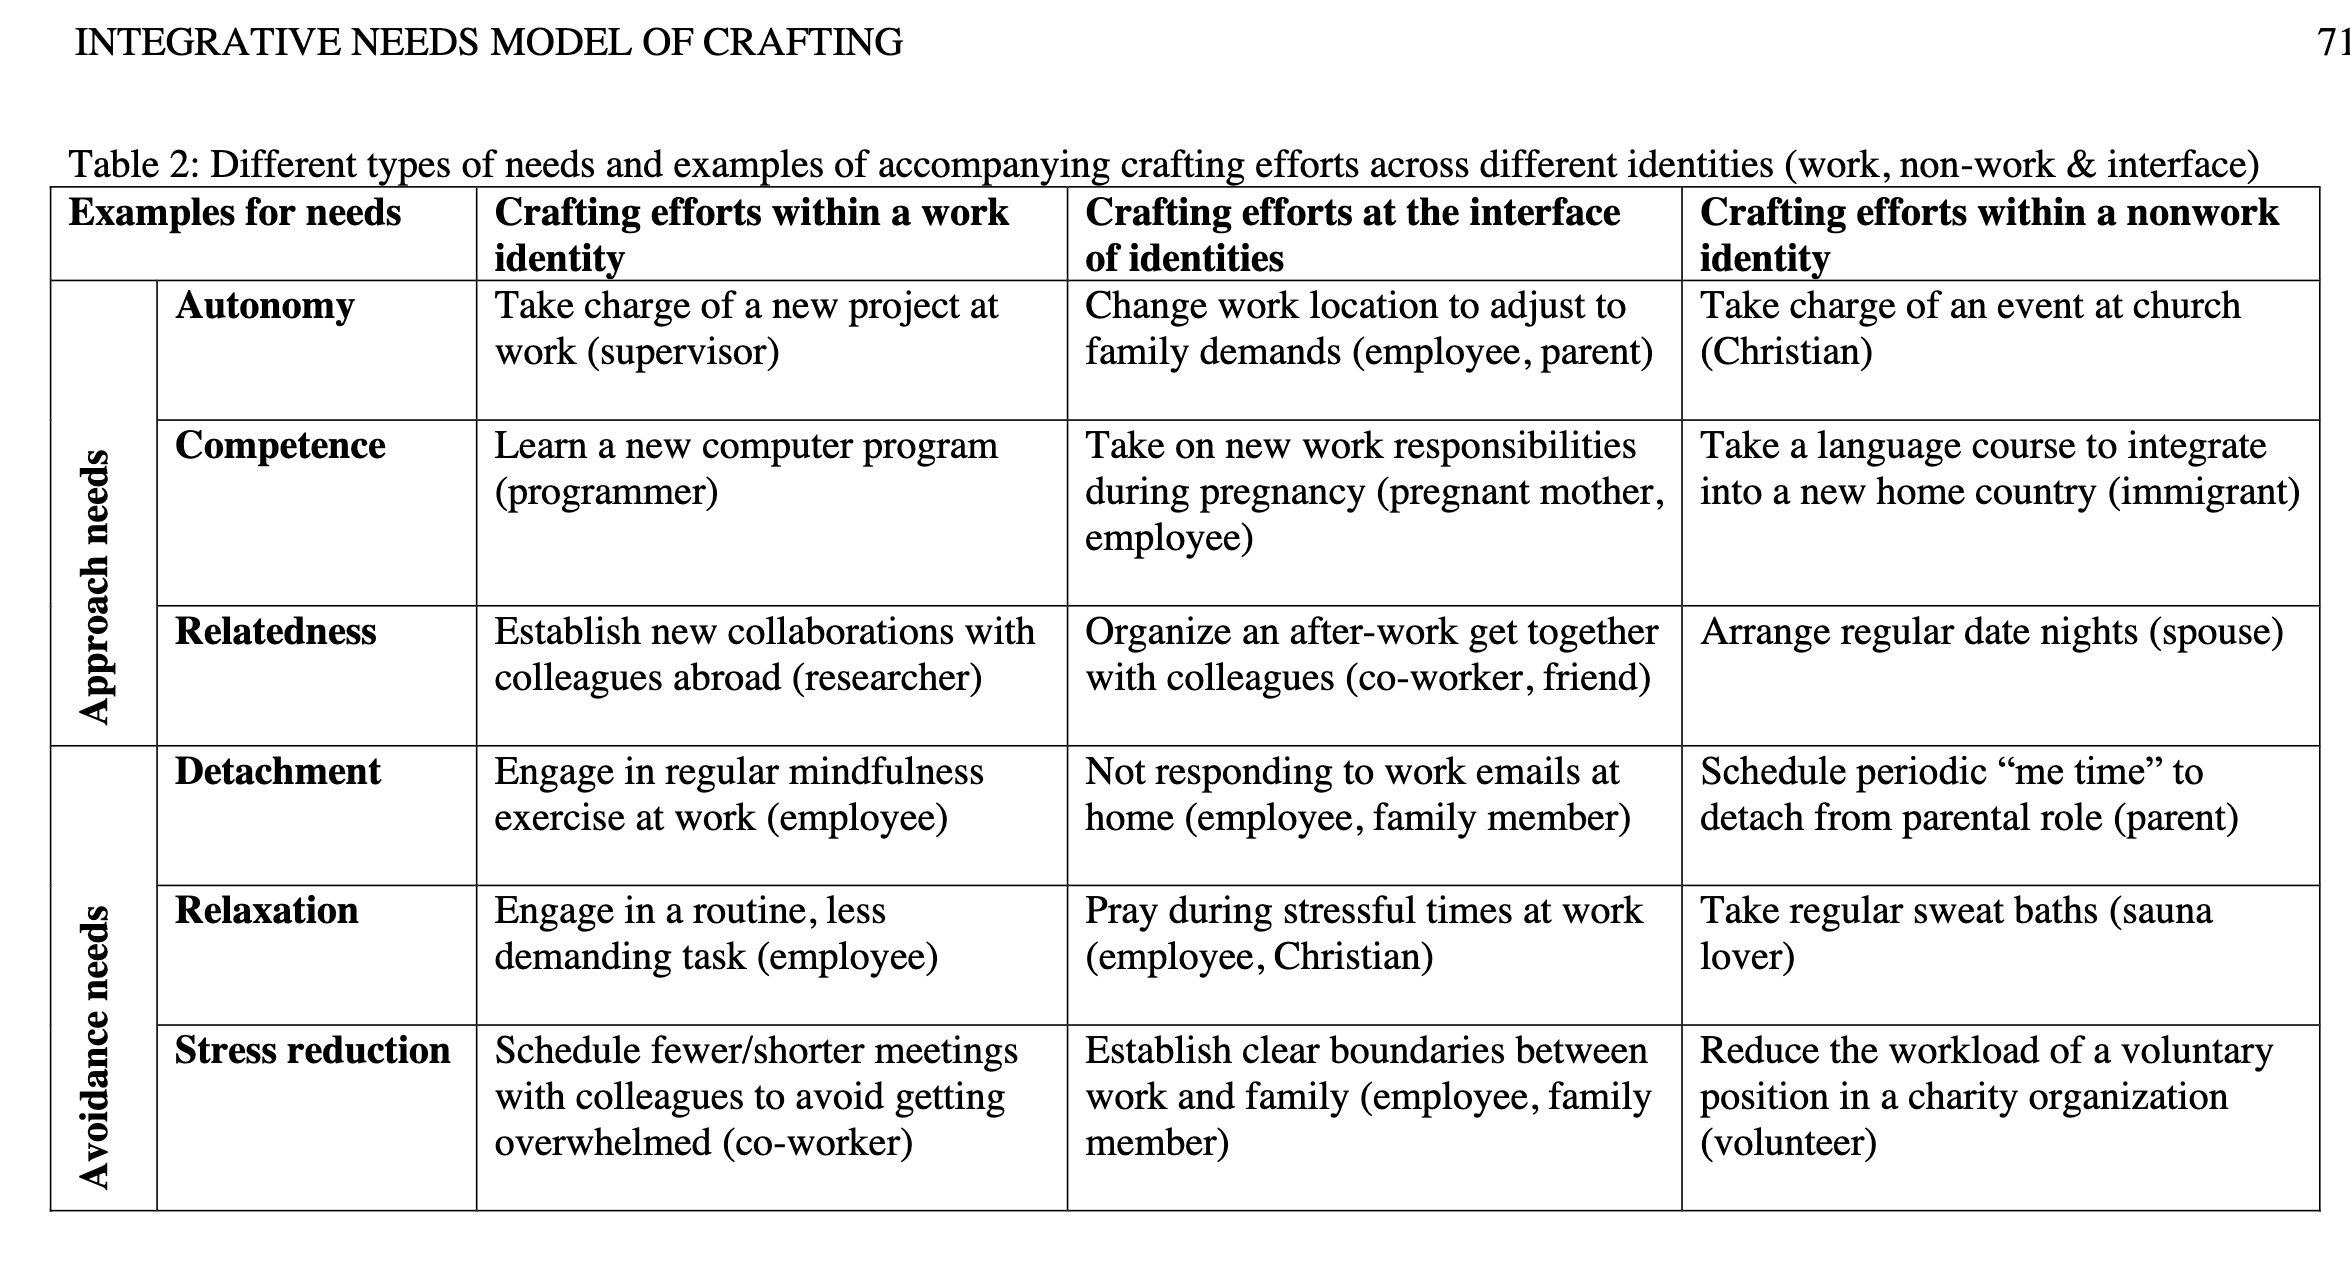 INTEGRATIVE NEEDS MODEL OF CRAFTING
71
Table 2: Different types of needs and examples of accompanying crafting efforts across different identities (work, non-work & interface)
Examples for needs
Crafting efforts within a work
identity
Crafting efforts at the interface
of identities
Crafting efforts within a nonwork
identity
Approach needs
Autonomy
Take charge of a new project at
work (supervisor)
Change work location to adjust to
family demands (employee, parent)
Take charge of an event at church
(Christian)
Competence
Learn a new computer program
(programmer)
Take on new work responsibilities
during pregnancy (pregnant mother,
employee)
Take a language course to integrate
into a new home country (immigrant)
Relatedness
Establish new collaborations with
colleagues abroad (researcher)
Organize an after-work get together
with colleagues (co-worker, friend)
Arrange regular date nights (spouse)
Avoidance needs
Detachment
Engage in regular mindfulness
exercise at work (employee)
Not responding to work emails at
home (employee, family member)
Schedule periodic “me time” to
detach from parental role (parent)
Relaxation
Engage in a routine, less
demanding task (employee)
Pray during stressful times at work
(employee, Christian)
Take regular sweat baths (sauna
lover)
Stress reduction
Schedule fewer/shorter meetings
with colleagues to avoid getting
overwhelmed (co-worker)
Establish clear boundaries between
work and family (employee, family
member)
Reduce the workload of a voluntary
position in a charity organization
(volunteer)